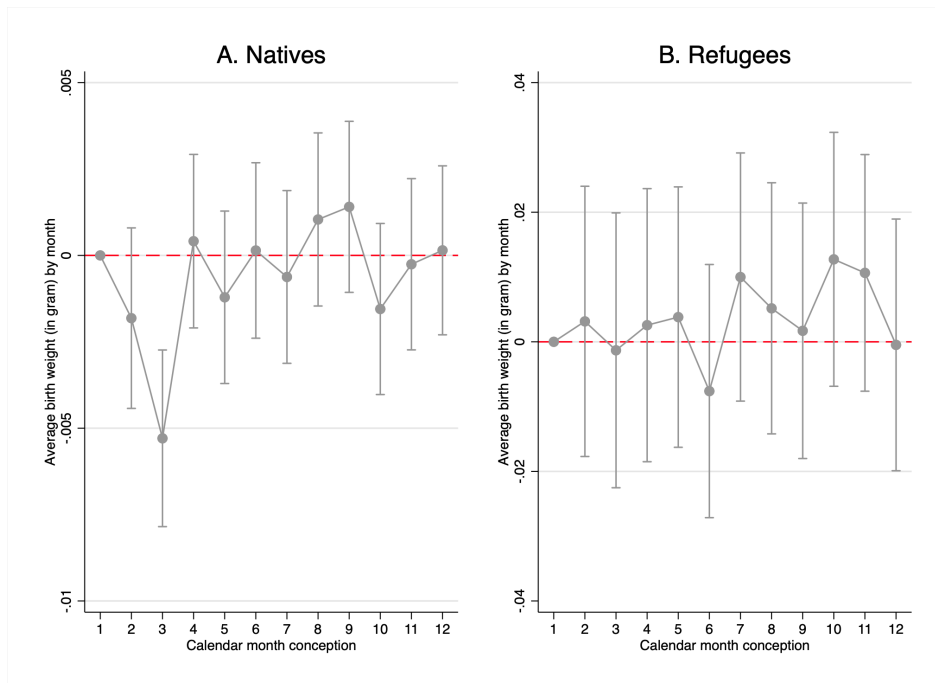 A. Natives
Average birth weight (in gram) by month
.005
0
-.005
-.01
1 2 3 4 5 6 7 8 9 10 11 12
Calendar month conception
B. Refugees
Average birth weight (in gram) by month
.04
.02
0
-.02
-.04
1 2 3 4 5 6 7 8 9 10 11 12
Calendar month conception